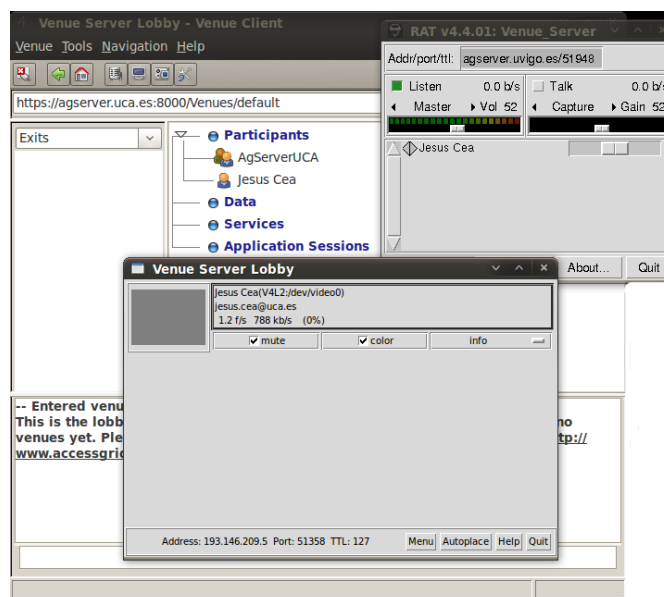 Venue Server Lobby - Venue Client
Venue Tools Navigation Help
https://agserver.uca.es:8000/Venues/default
Exits
Participants
AgServerUCA
Jesus Cea
Data
Services
Application Sessions
-- Entered venu
This is the lobb
no
venues yet. Ple
tp://
www.accessgri
RAT v4.4.01: Venue_Server
Addr/port/ttl: agserver.uvigo.es/51948
Listen 0.0 b/s Talk 0.0 b/s
Master Vol 52 Capture Gain 52
Jesus Cea
About... Quit
Venue Server Lobby
Jesus Cea(V4L2:/dev/video0)
jesus.cea@uca.es
1.2 f/s 788 kb/s (0%)
mute color info
Address: 193.146.209.5 Port: 51358 TTL: 127 Menu Autoplace Help Quit